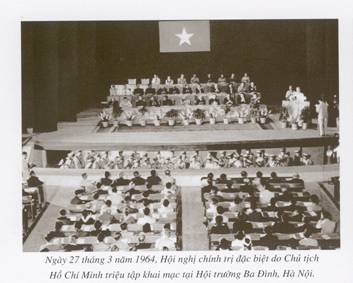 Ngày 27 tháng 3 năm 1964, Hội nghị chính trị đặc biệt do Chủ tịch
Hồ Chí Minh triệu tập khai mạc tại Hội trường Ba Đình, Hà Nội.